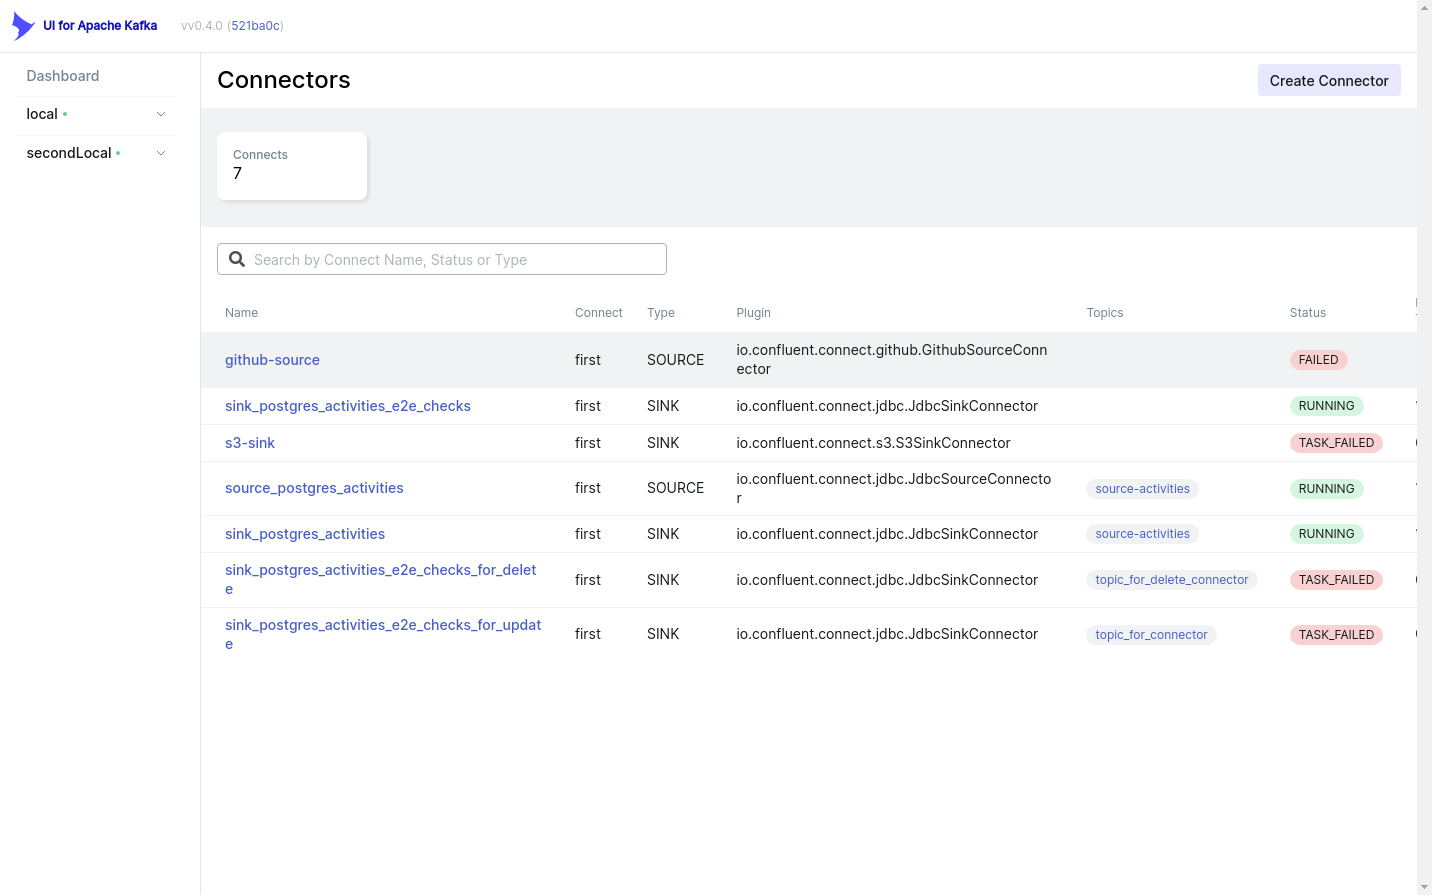 UI for Apache Kafka vv0.4.0 (521ba0c)
Dashboard
local
secondLocal
Connectors
Create Connector
Connects
7
Search by Connect Name, Status or Type
Name Connect Type Plugin Topics Status
github-source first SOURCE io.confluent.connect.github.GithubSourceConn
ector FAILED
sink_postgres_activities_e2e_checks first SINK io.confluent.connect.jdbc.JdbcSinkConnector RUNNING
s3-sink first SINK io.confluent.connect.s3.S3SinkConnector TASK_FAILED
source_postgres_activities first SOURCE io.confluent.connect.jdbc.JdbcSourceConnecto
r source-activities RUNNING
sink_postgres_activities first SINK io.confluent.connect.jdbc.JdbcSinkConnector source-activities RUNNING
sink_postgres_activities_e2e_checks_for_delet
e first SINK io.confluent.connect.jdbc.JdbcSinkConnector topic_for_delete_connector TASK_FAILED
sink_postgres_activities_e2e_checks_for_updat
e first SINK io.confluent.connect.jdbc.JdbcSinkConnector topic_for_connector TASK_FAILED